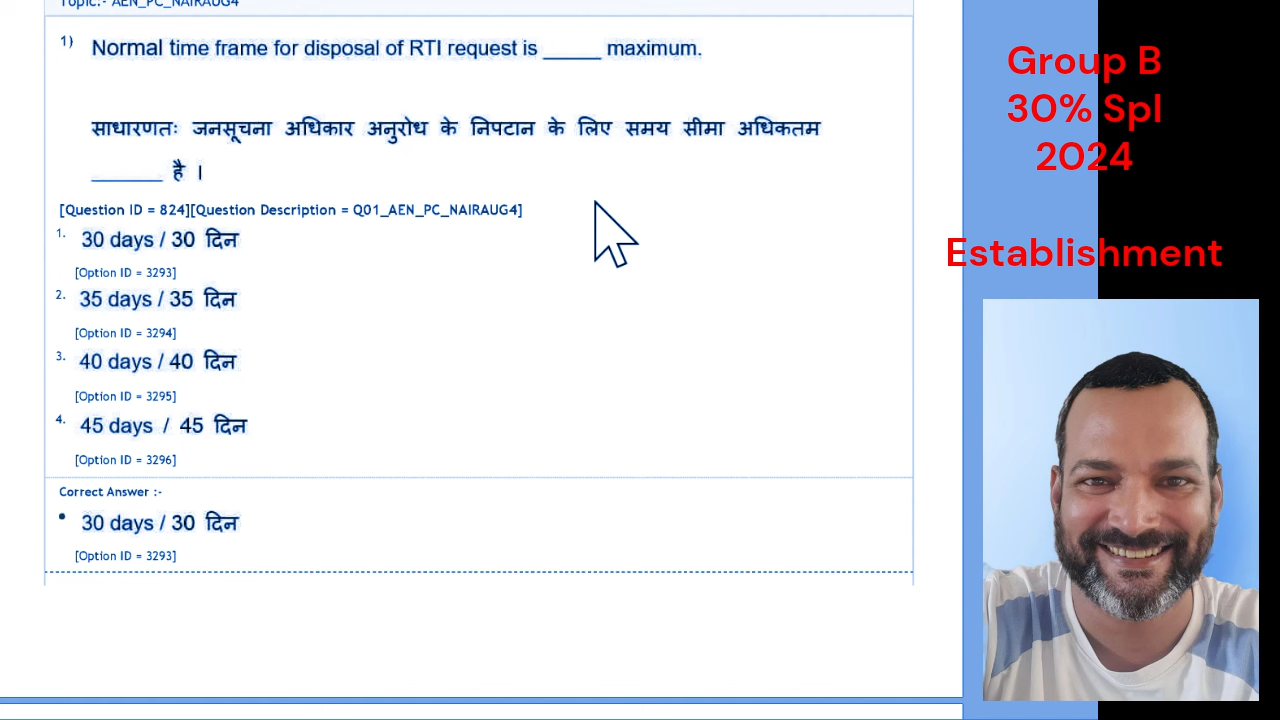 Topic:- AEN_PC_NAIRAUG4
1) Normal time frame for disposal of RTI request is _____ maximum.
साधारणतः जनसूचना अधिकार अनुरोध के निपटान के लिए समय सीमा अधिकतम
______ है ।
[Question ID = 824][Question Description = Q01_AEN_PC_NAIRAUG4]
1. 30 days / 30 दिन
[Option ID = 3293]
2. 35 days / 35 दिन
[Option ID = 3294]
3. 40 days / 40 दिन
[Option ID = 3295]
4. 45 days / 45 दिन
[Option ID = 3296]
Correct Answer :-
• 30 days / 30 दिन
[Option ID = 3293]
Group B
30% Spl
2024
Establishment